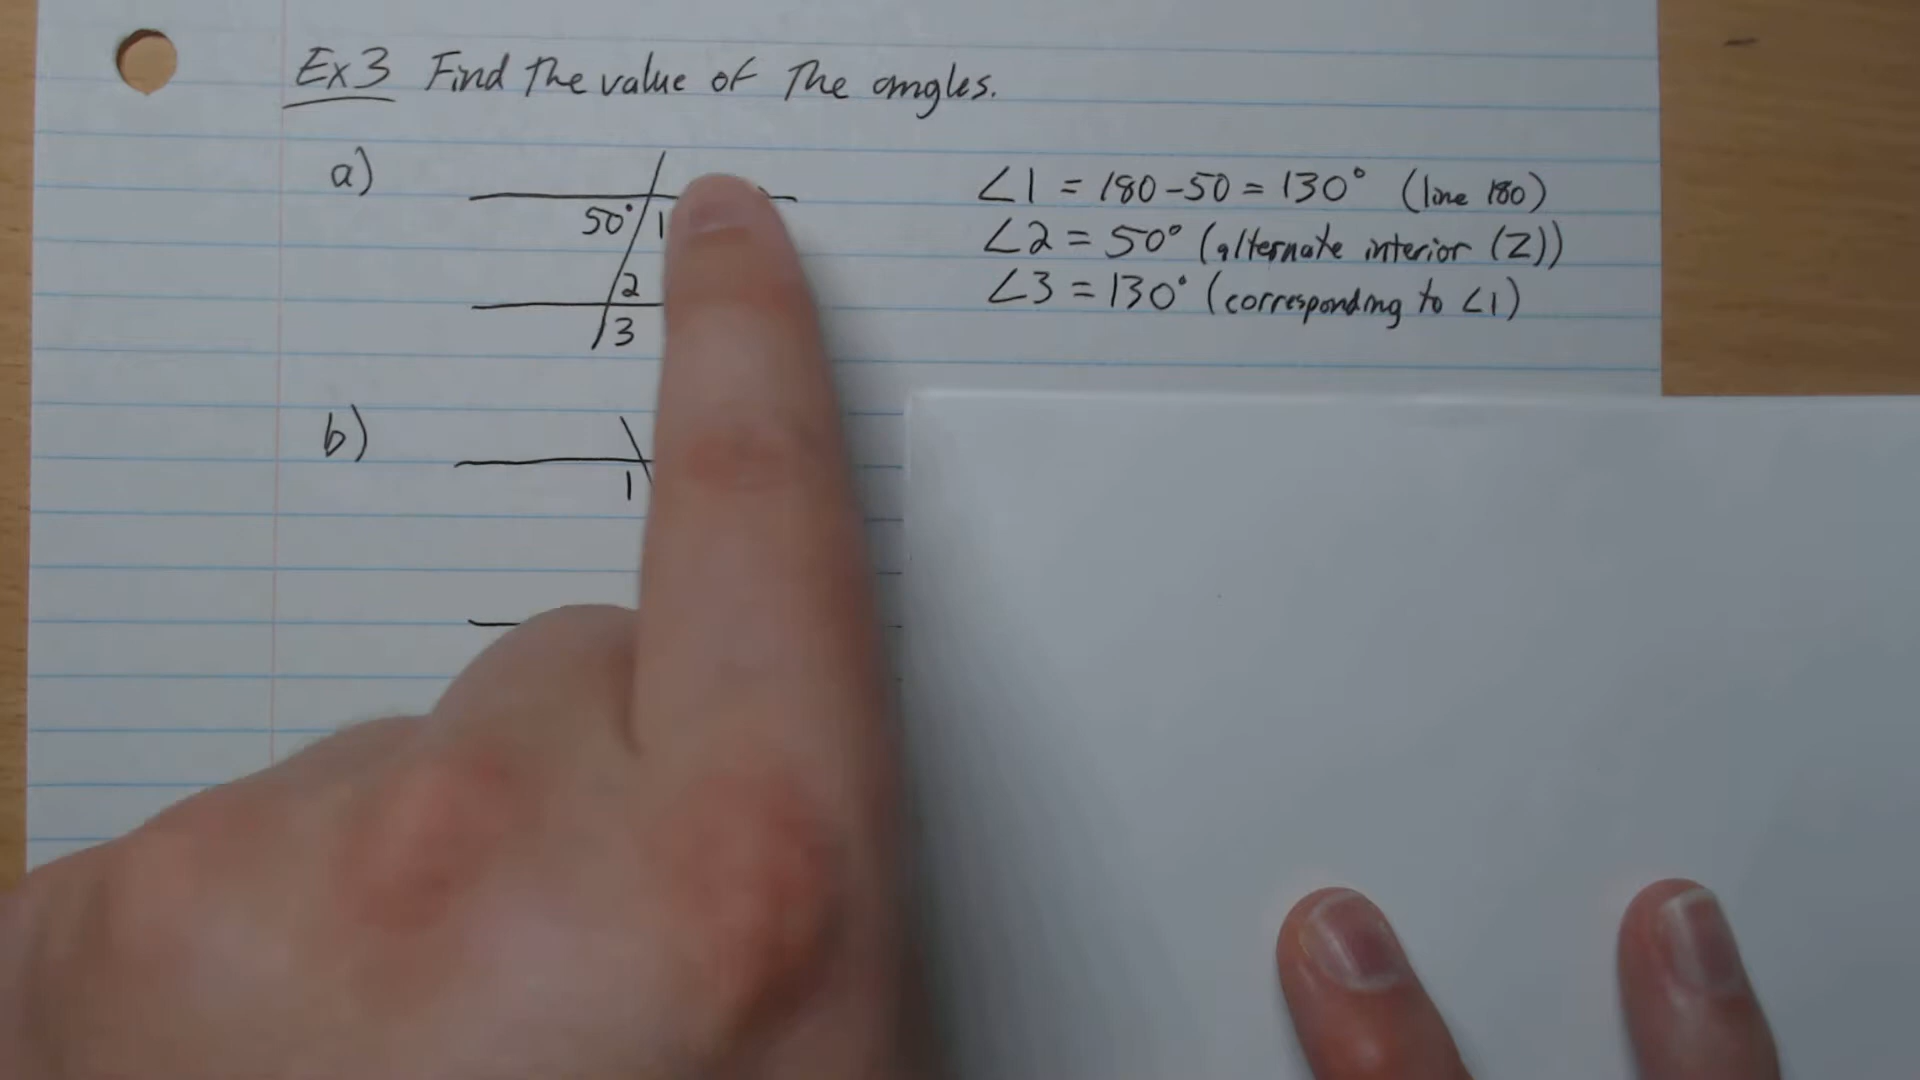 Ex3 Find The value of The angles.
a)
50° 1
2
3
∠1 = 180-50 = 130° (line 180)
∠2 = 50° (alternate interior (Z))
∠3 = 130° (corresponding to ∠1)
b)
1